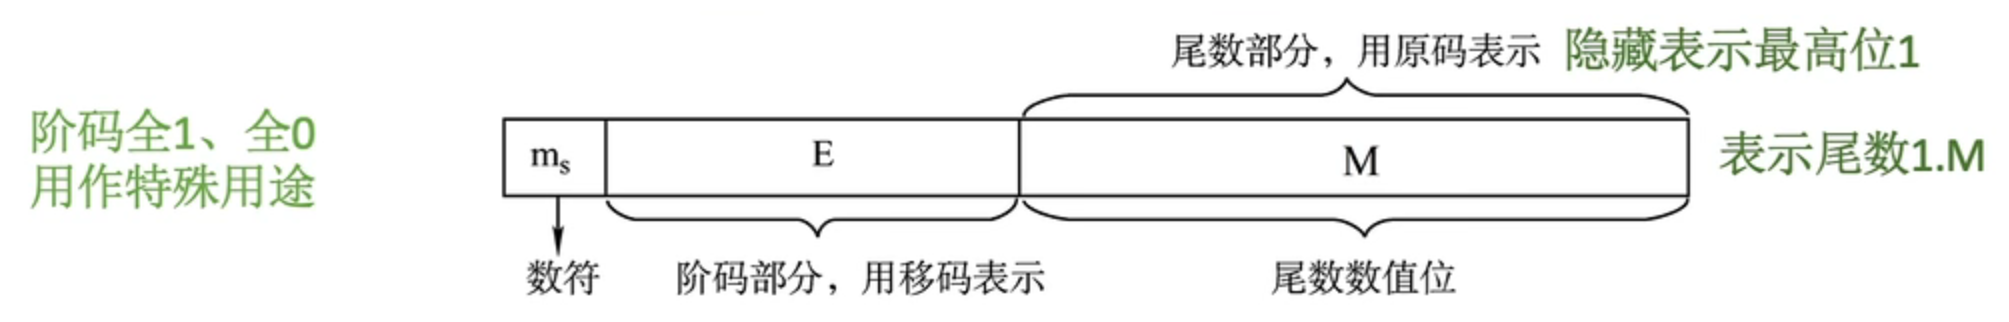 尾数部分，用原码表示 隐藏表示最高位1
阶码全1、全0
用作特殊用途
mₛ E M
表示尾数1.M
数符 阶码部分，用移码表示 尾数数值位